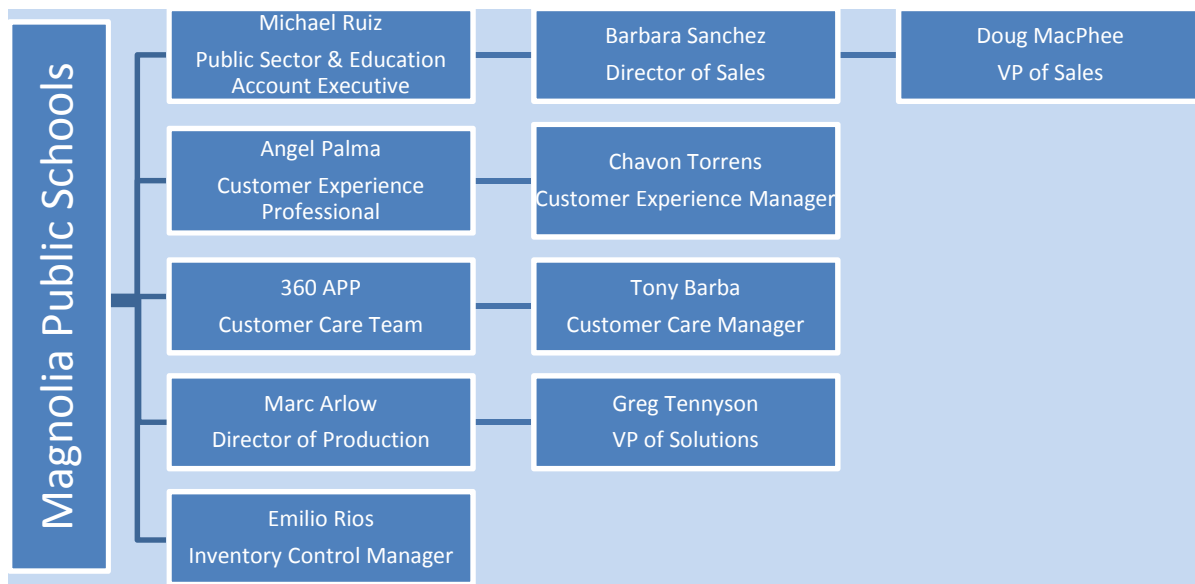 Magnolia Public Schools
Michael Ruiz
Public Sector & Education
Account Executive
Barbara Sanchez
Director of Sales
Doug MacPhee
VP of Sales
Angel Palma
Customer Experience
Professional
Chavon Torrens
Customer Experience Manager
360 APP
Customer Care Team
Tony Barba
Customer Care Manager
Marc Arlow
Director of Production
Greg Tennyson
VP of Solutions
Emilio Rios
Inventory Control Manager